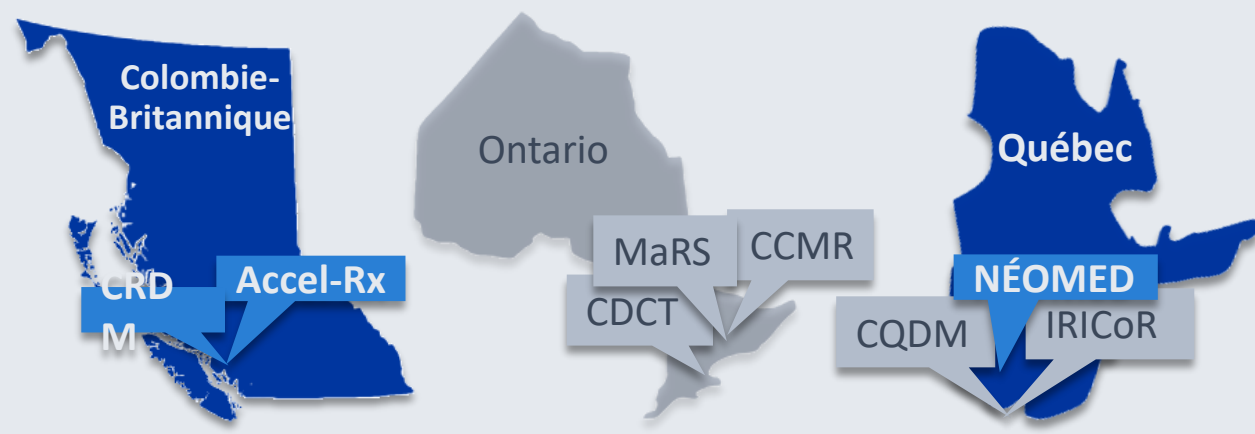 Colombie-
Britannique
CRD
M
Accel-Rx
Ontario
MaRS
CCMR
CDCT
Québec
NÉOMED
CQDM
IRICoR